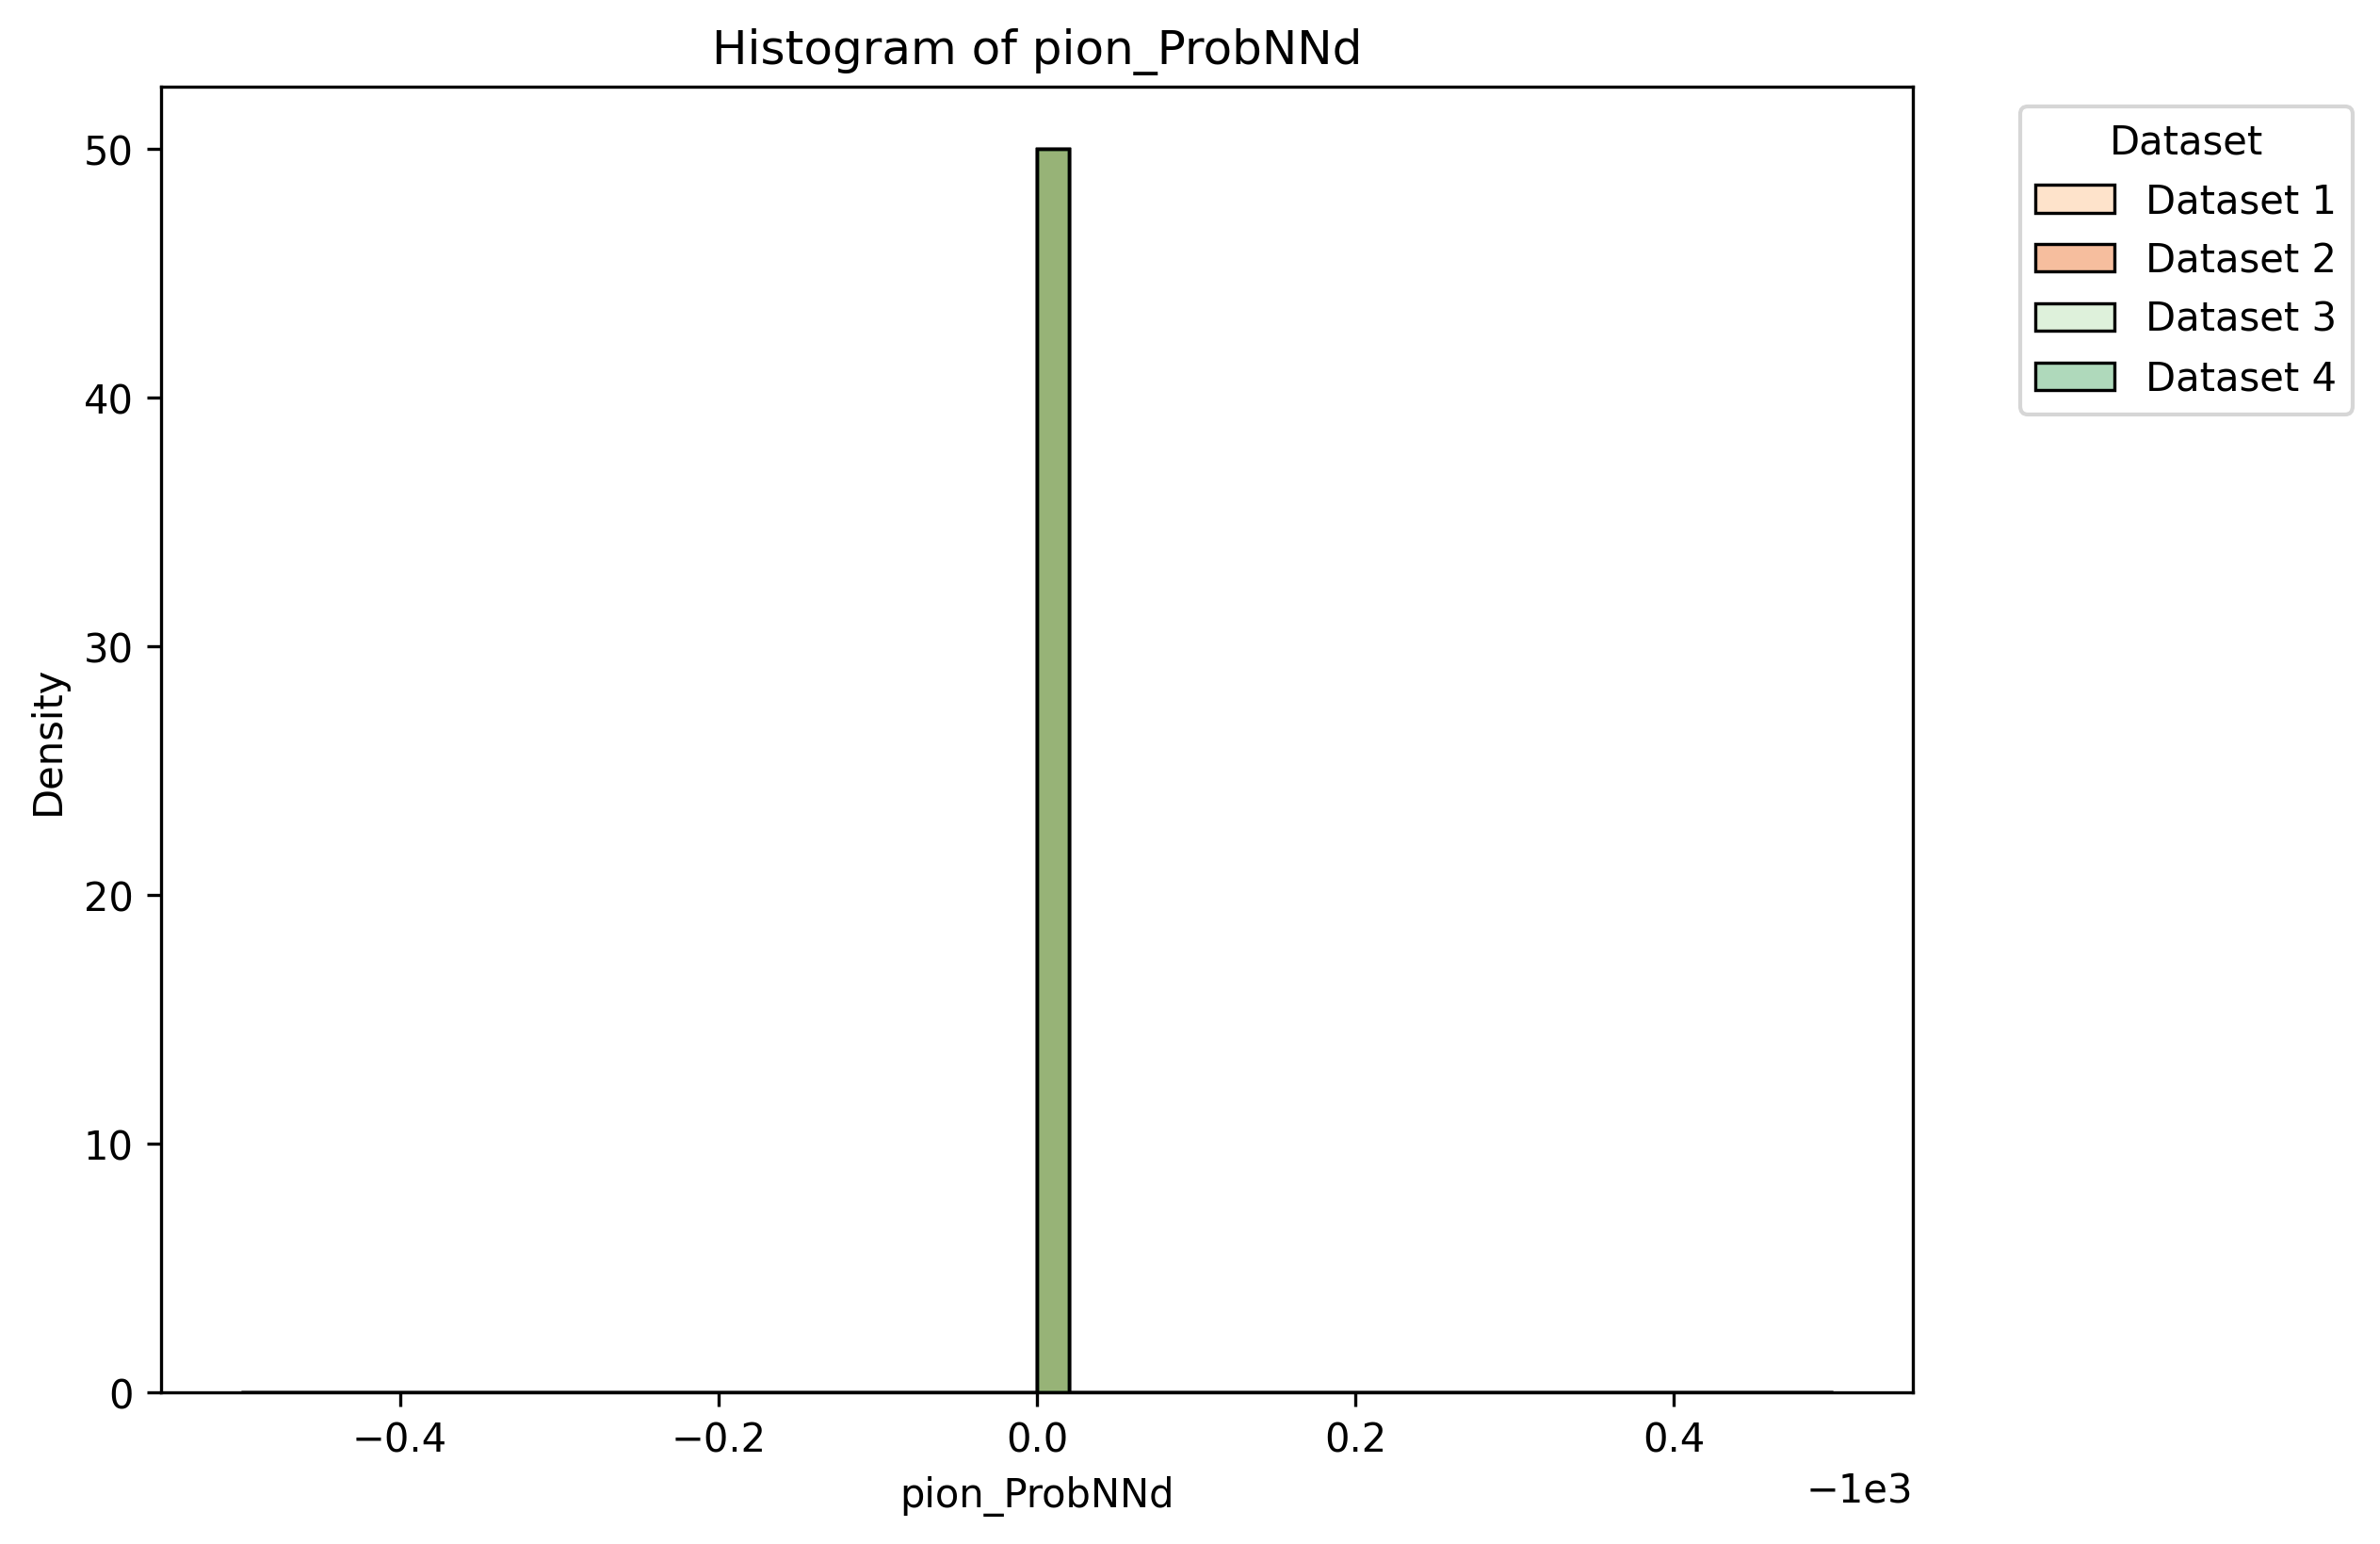 Histogram of pion_ProbNNd
Density
50
40
30
20
10
0
−0.4
−0.2
0.0
0.2
0.4
−1e3
pion_ProbNNd
Dataset
Dataset 1
Dataset 2
Dataset 3
Dataset 4